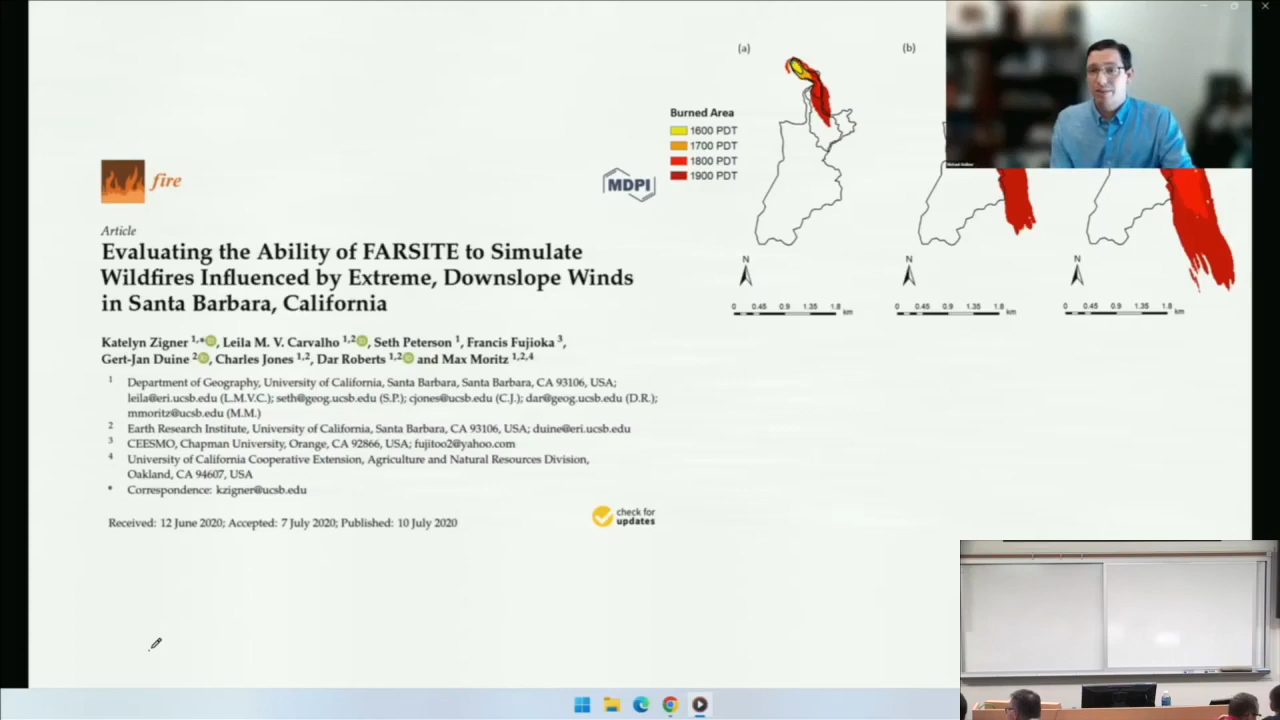 fire
MDPI
Article
Evaluating the Ability of FARSITE to Simulate
Wildfires Influenced by Extreme, Downslope Winds
in Santa Barbara, California
Katelyn Zigner 1,*, Leila M. V. Carvalho 1,2, Seth Peterson 1, Francis Fujioka 3,
Gert-Jan Duine 2, Charles Jones 1,2, Dar Roberts 1,2 and Max Moritz 1,2,4
1 Department of Geography, University of California, Santa Barbara, Santa Barbara, CA 93106, USA;
leila@eri.ucsb.edu (L.M.V.C.); seth@geog.ucsb.edu (S.P.); cjones@ucsb.edu (C.J.); dar@geog.ucsb.edu (D.R.);
mmoritz@ucsb.edu (M.M.)
2 Earth Research Institute, University of California, Santa Barbara, CA 93106, USA; duine@eri.ucsb.edu
3 CEESMO, Chapman University, Orange, CA 92866, USA; fujitoo2@yahoo.com
4 University of California Cooperative Extension, Agriculture and Natural Resources Division,
Oakland, CA 94607, USA
* Correspondence: kzigner@ucsb.edu
Received: 12 June 2020; Accepted: 7 July 2020; Published: 10 July 2020
check for
updates
(a)
(b)
Burned Area
1600 PDT
1700 PDT
1800 PDT
1900 PDT
N
N
N
0 0.45 0.9 1.35 1.8 km
0 0.45 0.9 1.35 1.8 km
0 0.45 0.9 1.35 1.8 km